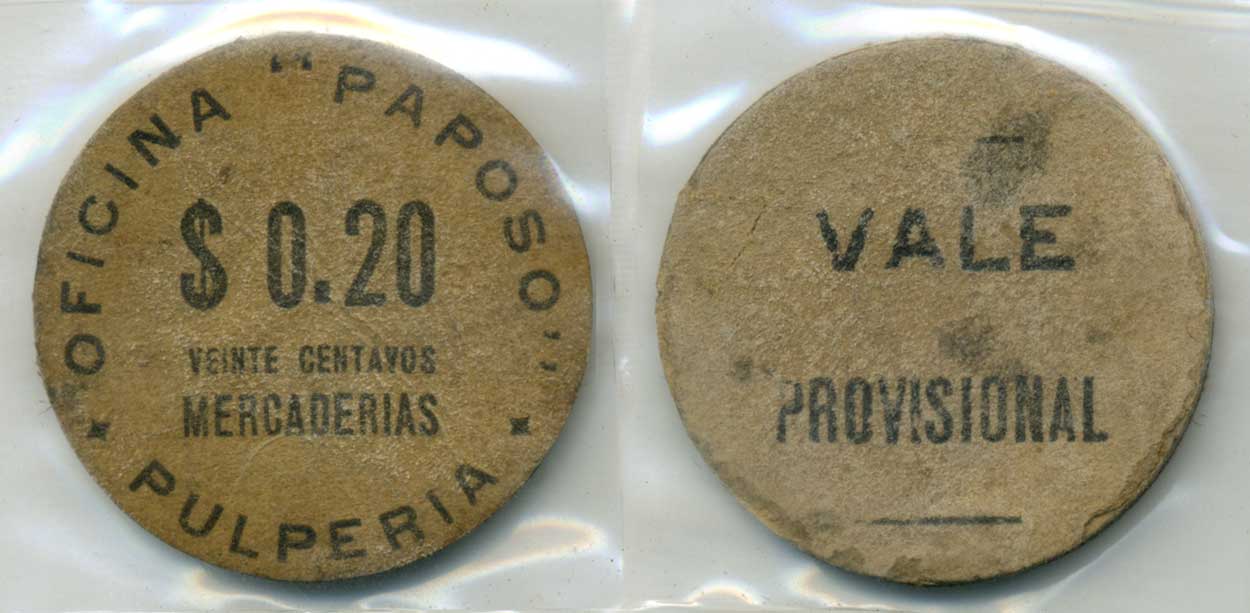 OFICINA "PAPOSO"
$ 0.20
VEINTE CENTAVOS
MERCADERIAS
PULPERIA
VALE
PROVISIONAL